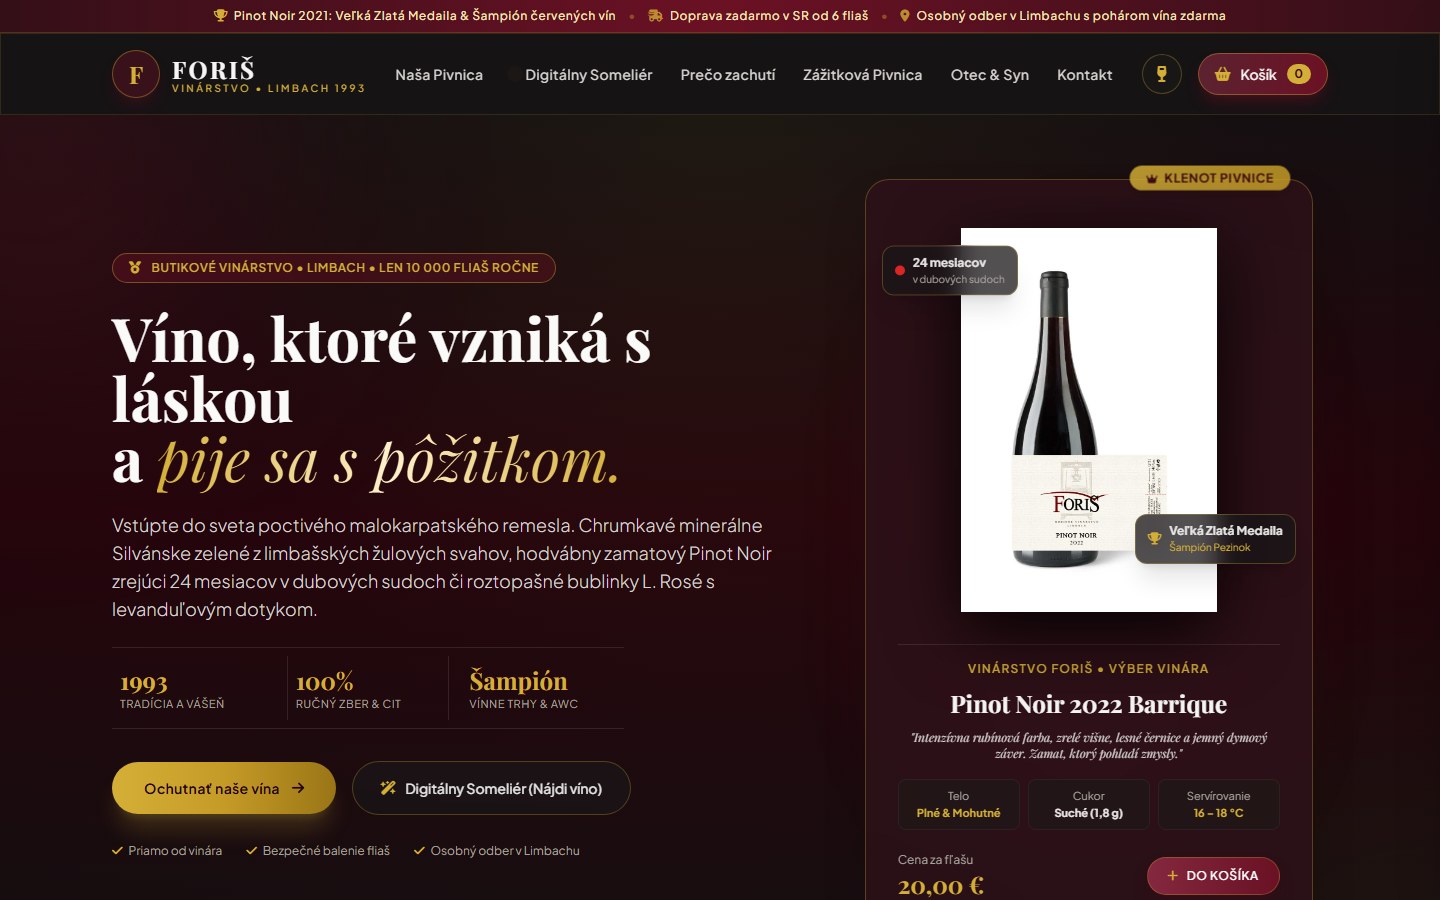 Pinot Noir 2021: Veľká Zlatá Medaila & Šampión červených vín • Doprava zadarmo v SR od 6 fliaš • Osobný odber v Limbachu s pohárom vína zdarma
F
FORIŠ
VINÁRSTVO • LIMBACH 1993
Naša Pivnica
Digitálny Someliér
Prečo zachutí
Zážitková Pivnica
Otec & Syn
Kontakt
Košík 0
BUTIKOVÉ VINÁRSTVO • LIMBACH • LEN 10 000 FLIAŠ ROČNE
Víno, ktoré vzniká s
láskou
a pije sa s pôžitkom.
Vstúpte do sveta poctivého malokarpatského remesla. Chrumkavé minerálne
Silvánske zelené z limbašských žulových svahov, hodvábny zamatový Pinot Noir
zrejúci 24 mesiacov v dubových sudoch či roztopašné bublinky L. Rosé s
levanduľovým dotykom.
1993
TRADÍCIA A VÁŠEŇ
100%
RUČNÝ ZBER & CIT
Šampión
VÍNNE TRHY & AWC
Ochutnať naše vína
Digitálny Someliér (Nájdi víno)
Priamo od vinára
Bezpečné balenie fliaš
Osobný odber v Limbachu
KLENOT PIVNICE
24 mesiacov
v dubových sudoch
FORIŠ
PINOT NOIR
2022
Veľká Zlatá Medaila
Šampión Pezinok
VINÁRSTVO FORIŠ • VÝBER VINÁRA
Pinot Noir 2022 Barrique
"Intenzívna rubínová farba, zrelé višne, lesné černice a jemný dymový
záver. Zamat, ktorý pohladí zmysly."
Telo
Plné & Mohutné
Cukor
Suché (1,8 g)
Servírovanie
16 – 18 °C
Cena za fľašu
20,00 €
DO KOŠÍKA